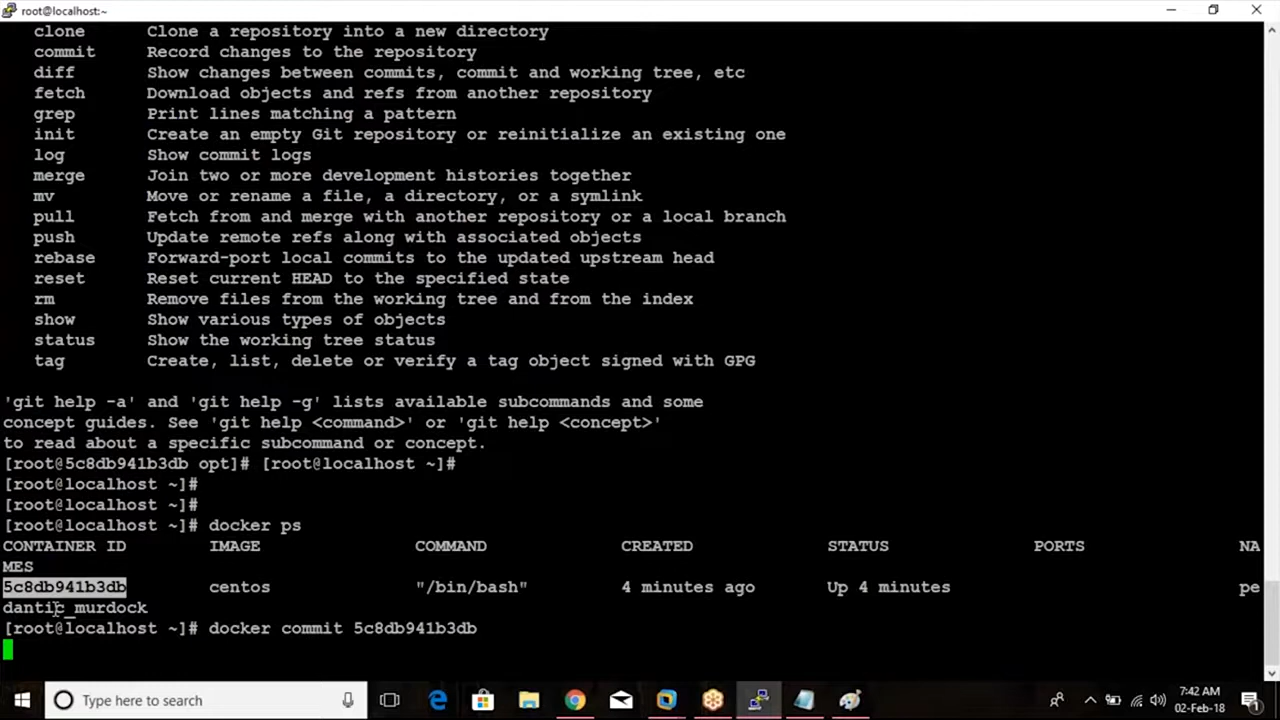 root@localhost:~
clone      Clone a repository into a new directory
commit     Record changes to the repository
diff       Show changes between commits, commit and working tree, etc
fetch      Download objects and refs from another repository
grep       Print lines matching a pattern
init       Create an empty Git repository or reinitialize an existing one
log        Show commit logs
merge      Join two or more development histories together
mv         Move or rename a file, a directory, or a symlink
pull       Fetch from and merge with another repository or a local branch
push       Update remote refs along with associated objects
rebase     Forward-port local commits to the updated upstream head
reset      Reset current HEAD to the specified state
rm         Remove files from the working tree and from the index
show       Show various types of objects
status     Show the working tree status
tag        Create, list, delete or verify a tag object signed with GPG
'git help -a' and 'git help -g' lists available subcommands and some
concept guides. See 'git help <command>' or 'git help <concept>'
to read about a specific subcommand or concept.
[root@5c8db941b3db opt]# [root@localhost ~]#
[root@localhost ~]#
[root@localhost ~]#
[root@localhost ~]# docker ps
CONTAINER ID        IMAGE               COMMAND             CREATED             STATUS              PORTS               NA
MES
5c8db941b3db        centos              "/bin/bash"         4 minutes ago       Up 4 minutes                            pe
dantic_murdock
[root@localhost ~]# docker commit 5c8db941b3db
Type here to search
7:42 AM
02-Feb-18